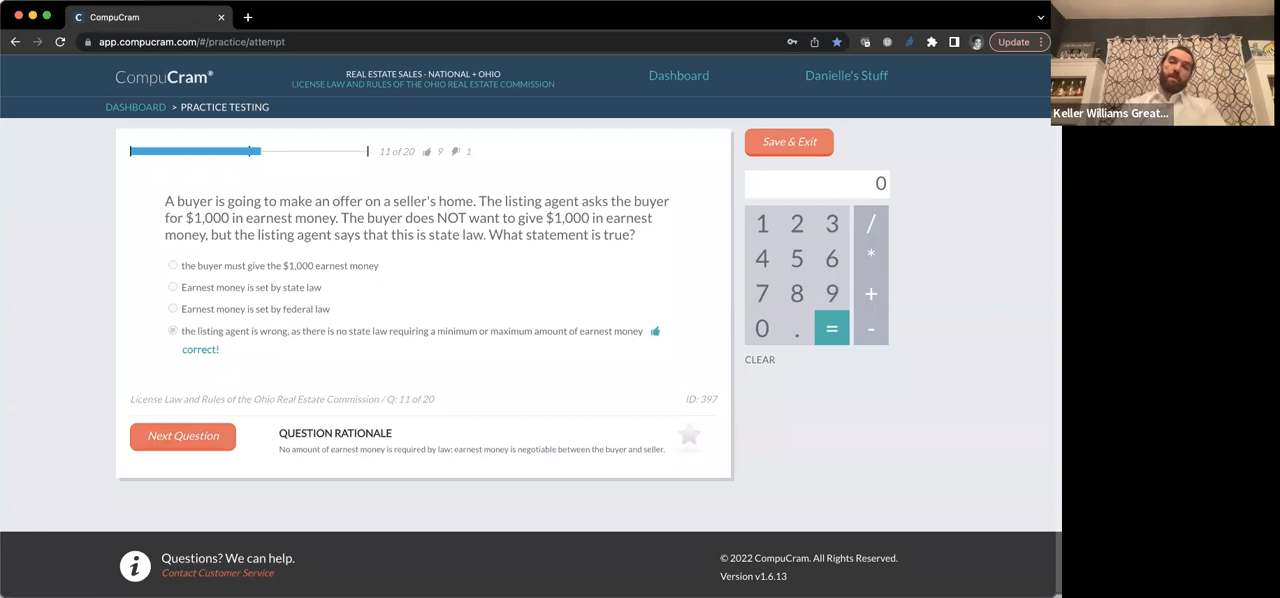 CompuCram
app.compucram.com/#/practice/attempt
Update
CompuCram®
REAL ESTATE SALES - NATIONAL + OHIO
LICENSE LAW AND RULES OF THE OHIO REAL ESTATE COMMISSION
Dashboard
Danielle's Stuff
DASHBOARD > PRACTICE TESTING
Keller Williams Great...
11 of 20 9 1
Save & Exit
A buyer is going to make an offer on a seller's home. The listing agent asks the buyer
for $1,000 in earnest money. The buyer does NOT want to give $1,000 in earnest
money, but the listing agent says that this is state law. What statement is true?
the buyer must give the $1,000 earnest money
Earnest money is set by state law
Earnest money is set by federal law
the listing agent is wrong, as there is no state law requiring a minimum or maximum amount of earnest money
correct!
0
1 2 3 /
4 5 6 *
7 8 9 +
0 . = -
CLEAR
License Law and Rules of the Ohio Real Estate Commission / Q: 11 of 20
ID: 397
Next Question
QUESTION RATIONALE
No amount of earnest money is required by law; earnest money is negotiable between the buyer and seller.
Questions? We can help.
Contact Customer Service
© 2022 CompuCram. All Rights Reserved.
Version v1.6.13